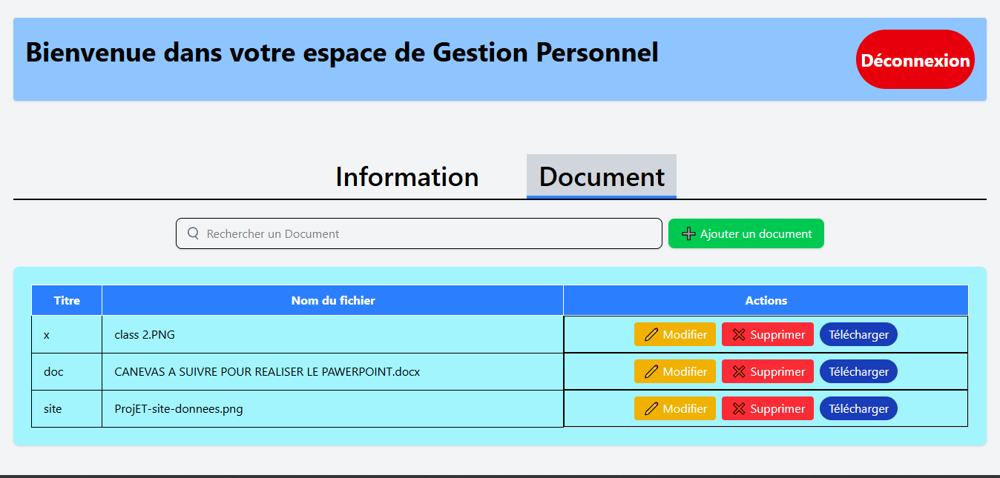 Bienvenue dans votre espace de Gestion Personnel
Déconnexion
Information Document
Rechercher un Document
Ajouter un document
Titre Nom du fichier Actions
x class 2.PNG Modifier Supprimer Télécharger
doc CANEVAS A SUIVRE POUR REALISER LE PAWERPOINT.docx Modifier Supprimer Télécharger
site ProjET-site-donnees.png Modifier Supprimer Télécharger